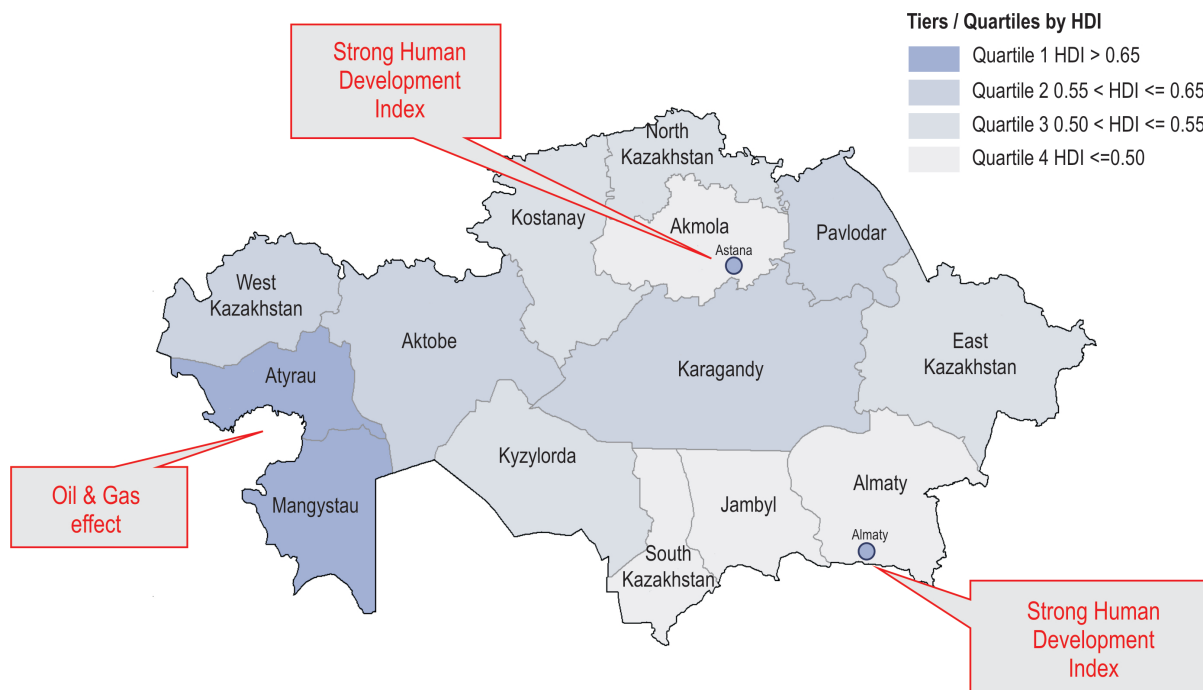 Tiers / Quartiles by HDI
Quartile 1 HDI > 0.65
Quartile 2 0.55 < HDI <= 0.65
Quartile 3 0.50 < HDI <= 0.55
Quartile 4 HDI <=0.50
Strong Human
Development
Index
North
Kazakhstan
Kostanay
Akmola
Astana
Pavlodar
West
Kazakhstan
Aktobe
Karagandy
East
Kazakhstan
Atyrau
Kyzylorda
Almaty
Oil & Gas
effect
Mangystau
Jambyl
Almaty
South
Kazakhstan
Strong Human
Development
Index